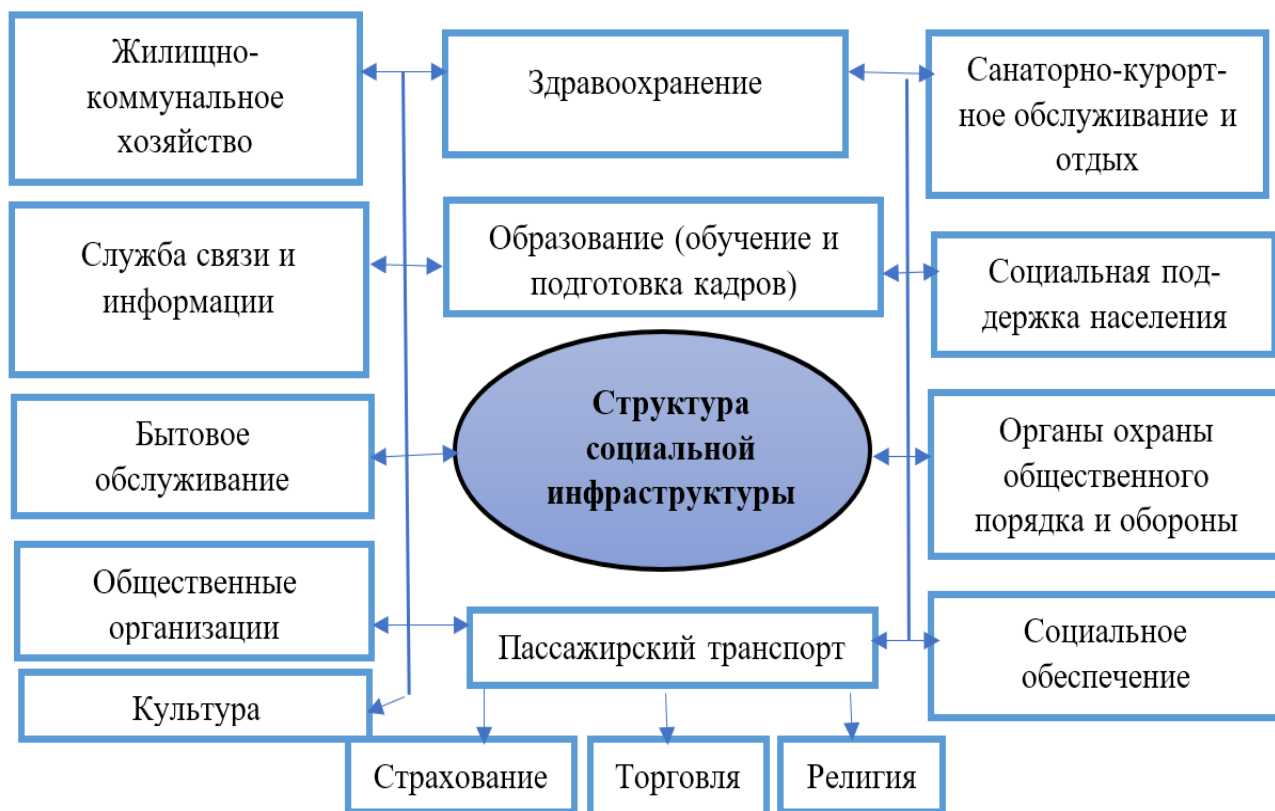 Жилищно-
коммунальное
хозяйство
Здравоохранение
Санаторно-курорт-
ное обслуживание и
отдых
Служба связи и
информации
Образование (обучение и
подготовка кадров)
Социальная под-
держка населения
Бытовое
обслуживание
Структура
социальной
инфраструктуры
Органы охраны
общественного
порядка и обороны
Общественные
организации
Пассажирский транспорт
Социальное
обеспечение
Культура
Страхование
Торговля
Религия